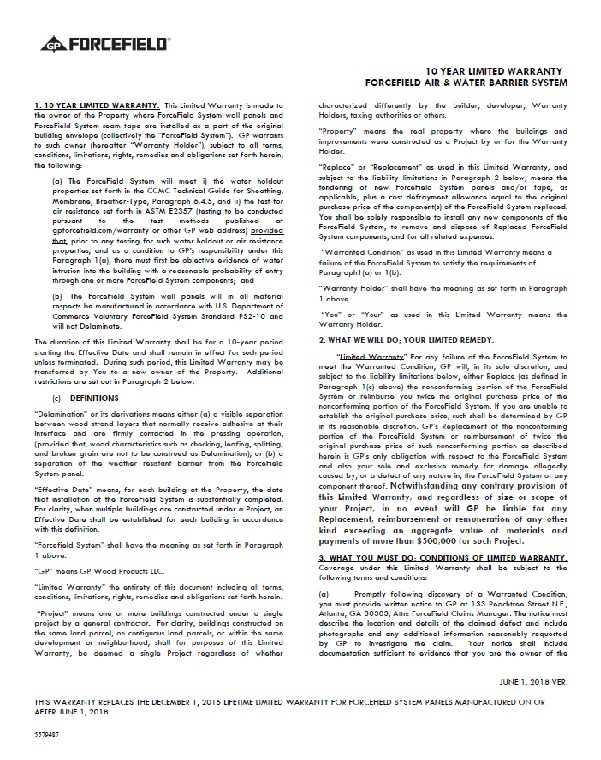 GP FORCEFIELD®
10 YEAR LIMITED WARRANTY
FORCEFIELD AIR & WATER BARRIER SYSTEM
1. 10 YEAR LIMITED WARRANTY. This Limited Warranty is made to
the owner of the Property where ForceField System wall panels and
ForceField System seam tape are installed as a part of the original
building envelope (collectively the "ForceField System"). GP warrants
to such owner (hereafter "Warranty Holder"), subject to all terms,
conditions, limitations, rights, remedies and obligations set forth herein,
the following:
(a) The ForceField System will meet i) the water holdout
properties set forth in the CCMC Technical Guide for Sheathing,
Membrane, Breather-Type, Paragraph 6.4.5, and ii) the test for
air resistance set forth in ASTM E2357 (testing to be conducted
pursuant to the test methods published at
gpforcefield.com/warranty or other GP web address) provided
that, prior to any testing for such water holdout or air resistance
properties, and as a condition to GP's responsibility under this
Paragraph 1(a), there must first be objective evidence of water
intrusion into the building with a reasonable probability of entry
through one or more ForceField System components; and
(b) The ForceField System wall panels will in all material
respects be manufactured in accordance with U.S. Department of
Commerce Voluntary ForceField System Standard PS2-10 and
will not Delaminate.
The duration of this Limited Warranty shall be for a 10-year period
starting the Effective Date and shall remain in effect for such period
unless terminated. During such period, this Limited Warranty may be
transferred by You to a new owner of the Property. Additional
restrictions are set out in Paragraph 2 below.
(c) DEFINITIONS
"Delamination" or its derivations means either (a) a visible separation
between wood strand layers that normally receive adhesive at their
interface and are firmly contacted in the pressing operation,
(provided that, wood characteristics such as checking, leafing, splitting,
and broken grain are not to be construed as Delamination), or (b) a
separation of the weather resistant barrier from the ForceField
System panel.
"Effective Date" means, for each building at the Property, the date
that installation of the ForceField System is substantially completed.
For clarity, when multiple buildings are constructed under a Project, an
Effective Date shall be established for each building in accordance
with this definition.
"ForceField System" shall have the meaning as set forth in Paragraph
1 above.
"GP" means GP Wood Products LLC.
"Limited Warranty" the entirety of this document including all terms,
conditions, limitations, rights, remedies and obligations set forth herein.
"Project" means one or more buildings constructed under a single
project by a general contractor. For clarity, buildings constructed on
the same land parcel, on contiguous land parcels, or within the same
development or neighborhood, shall for purposes of this Limited
Warranty, be deemed a single Project regardless of whether
characterized differently by the builder, developer, Warranty
Holders, taxing authorities or others.
"Property" means the real property where the buildings and
improvements were constructed as a Project by or for the Warranty
Holder.
"Replace" or "Replacement" as used in this Limited Warranty, and
subject to the liability limitations in Paragraph 2 below, means the
tendering of new ForceField System panels and/or tape, as
applicable, plus a cost defrayment allowance equal to the original
purchase price of the component(s) of the ForceField System replaced.
You shall be solely responsible to install any new components of the
ForceField System, to remove and dispose of Replaced ForceField
System components, and for all related expenses.
"Warranted Condition" as used in this Limited Warranty means a
failure of the ForceField System to satisfy the requirements of
Paragraph1(a) or 1(b).
"Warranty Holder" shall have the meaning as set forth in Paragraph
1 above.
"You" or "Your" as used in this Limited Warranty means the
Warranty Holder.
2. WHAT WE WILL DO; YOUR LIMITED REMEDY.
"Limited Warranty" For any failure of the ForceField System to
meet the Warranted Condition, GP will, in its sole discretion, and
subject to the liability limitations below, either Replace (as defined in
Paragraph 1(c) above) the nonconforming portion of the ForceField
System or reimburse you twice the original purchase price of the
nonconforming portion of the ForceField System. If you are unable to
establish the original purchase price, such shall be determined by GP
in its reasonable discretion. GP's Replacement of the nonconforming
portion of the ForceField System or reimbursement of twice the
original purchase price of such nonconforming portion as described
herein is GP's only obligation with respect to the ForceField System
and also your sole and exclusive remedy for damage allegedly
caused by, or a defect of any nature in, the ForceField System or any
component thereof. Notwithstanding any contrary provision of
this Limited Warranty, and regardless of size or scope of
your Project, in no event will GP be liable for any
Replacement, reimbursement or remuneration of any other
kind exceeding an aggregate value of materials and
payments of more than $500,000 for such Project.
3. WHAT YOU MUST DO: CONDITIONS OF LIMITED WARRANTY.
Coverage under this Limited Warranty shall be subject to the
following terms and conditions:
(a) Promptly following discovery of a Warranted Condition,
you must provide written notice to GP at 133 Peachtree Street N.E.,
Atlanta, GA 30303, Attn: ForceField Claims Manager. The notice must
describe the location and details of the claimed defect and include
photographs and any additional information reasonably requested
by GP to investigate the claim. Your notice shall include
documentation sufficient to evidence that you are the owner of the
JUNE 1, 2018 VER.
THIS WARRANTY REPLACES THE DECEMBER 1, 2015 LIFETIME LIMITED WARRANTY FOR FORCEFIELD SYSTEM PANELS MANUFACTURED ON OR
AFTER JUNE 1, 2018
5579487